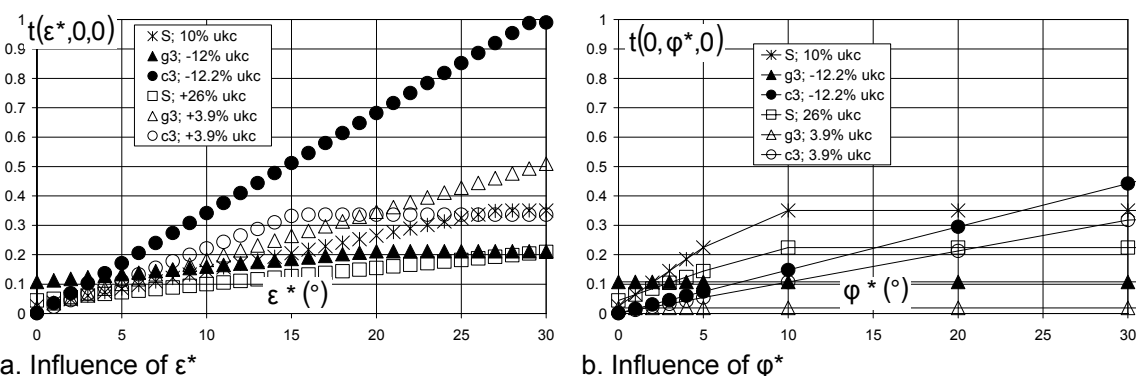 t(ε*,0,0)
1
0.9
0.8
0.7
0.6
0.5
0.4
0.3
0.2
0.1
0
S; 10% ukc
g3; -12% ukc
c3; -12.2% ukc
S; +26% ukc
g3; +3.9% ukc
c3; +3.9% ukc
ε * (°)
0 5 10 15 20 25 30
a. Influence of ε*
t(0,φ*,0)
1
0.9
0.8
0.7
0.6
0.5
0.4
0.3
0.2
0.1
0
S; 10% ukc
g3; -12.2% ukc
c3; -12.2% ukc
S; 26% ukc
g3; 3.9% ukc
c3; 3.9% ukc
φ * (°)
0 5 10 15 20 25 30
b. Influence of φ*